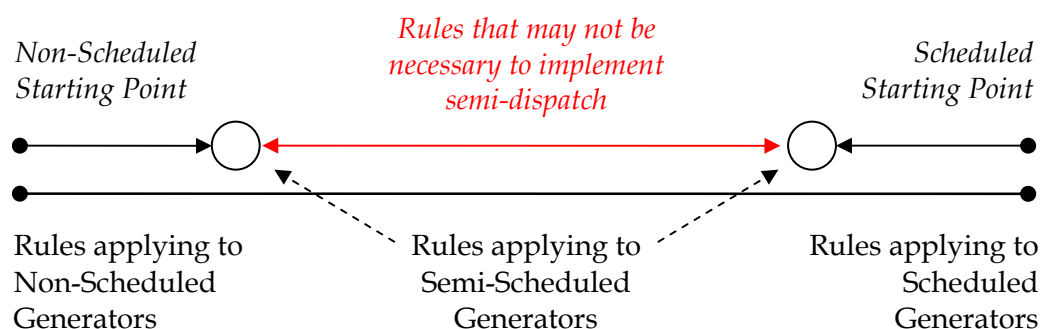 Non-Scheduled
Starting Point
Rules that may not be
necessary to implement
semi-dispatch
Scheduled
Starting Point
Rules applying to
Non-Scheduled
Generators
Rules applying to
Semi-Scheduled
Generators
Rules applying to
Scheduled
Generators